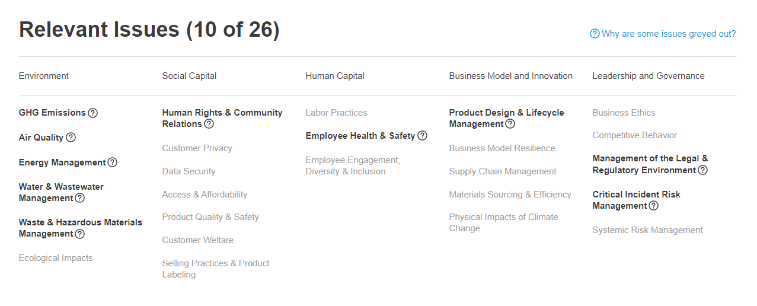 Relevant Issues (10 of 26)
Why are some issues greyed out?
Environment
Social Capital
Human Capital
Business Model and Innovation
Leadership and Governance
GHG Emissions
Air Quality
Energy Management
Water & Wastewater
Management
Waste & Hazardous Materials
Management
Ecological Impacts
Human Rights & Community
Relations
Customer Privacy
Data Security
Access & Affordability
Product Quality & Safety
Customer Welfare
Selling Practices & Product
Labeling
Labor Practices
Employee Health & Safety
Employee Engagement,
Diversity & Inclusion
Product Design & Lifecycle
Management
Business Model Resilience
Supply Chain Management
Materials Sourcing & Efficiency
Physical Impacts of Climate
Change
Business Ethics
Competitive Behavior
Management of the Legal &
Regulatory Environment
Critical Incident Risk
Management
Systemic Risk Management